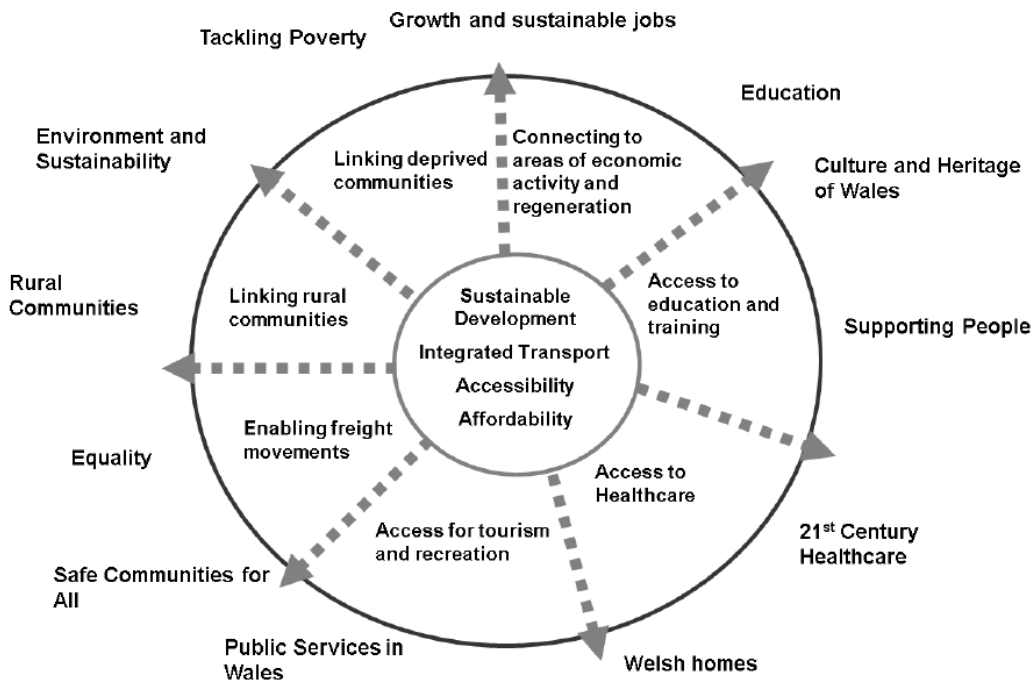 Growth and sustainable jobs
Tackling Poverty
Education
Environment and
Sustainability
Culture and Heritage
of Wales
Rural
Communities
Supporting People
Equality
21st Century
Healthcare
Safe Communities for
All
Public Services in
Wales
Welsh homes
Linking deprived
communities
Connecting to
areas of economic
activity and
regeneration
Linking rural
communities
Access to
education and
training
Enabling freight
movements
Access to
Healthcare
Access for tourism
and recreation
Sustainable
Development
Integrated Transport
Accessibility
Affordability